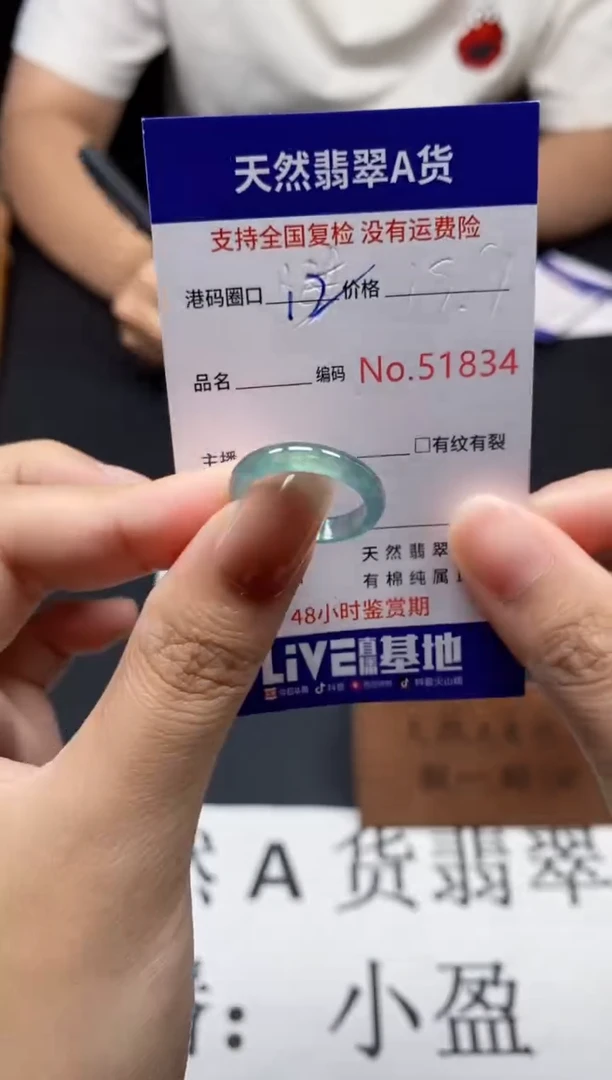 天然翡翠A货
支持全国复检 没有运费险
港码圈口 12 价格
品名 编码 No.51834
主播 □有纹有裂
天然翡翠
有棉纯属
48小时鉴赏期
LiVE直播基地
A货翡翠
：小盈